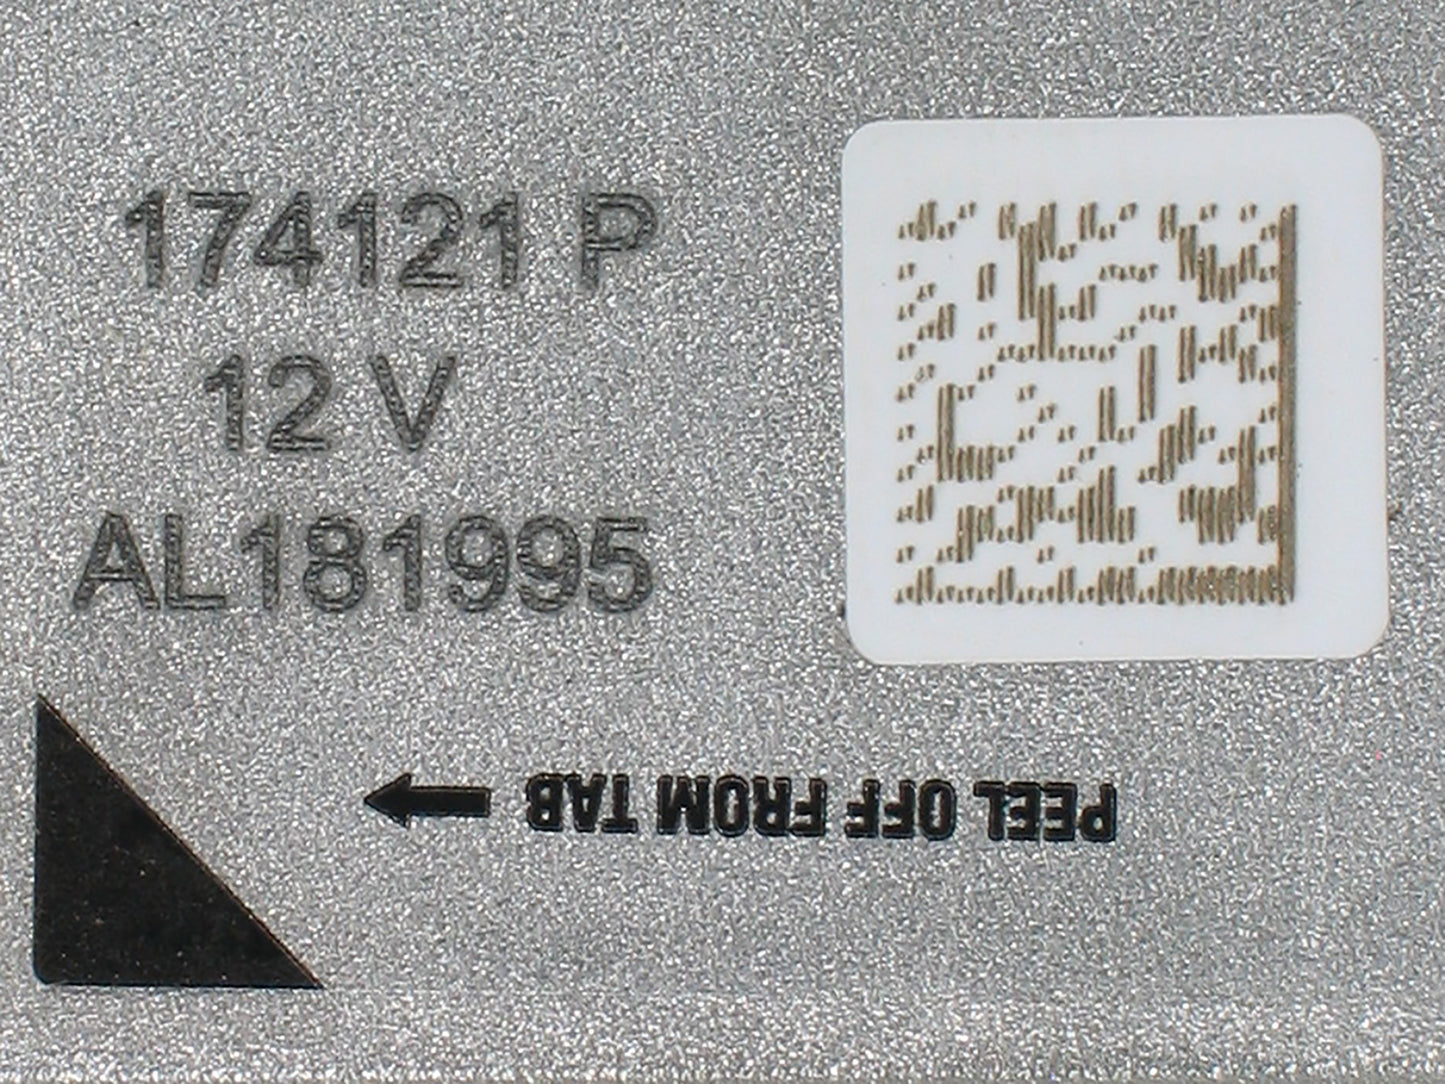 174121 P
12 V
AL181995
PEEL OFF FROM TAB